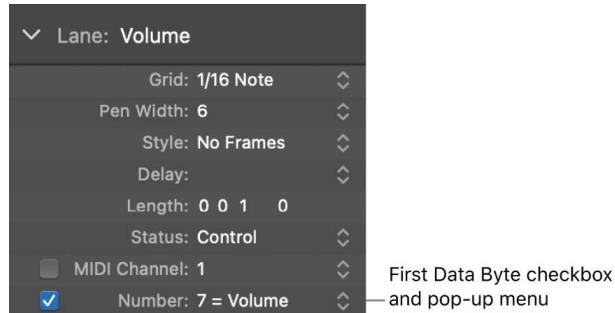 Lane: Volume
Grid: 1/16 Note
Pen Width: 6
Style: No Frames
Delay:
Length: 0 0 1 0
Status: Control
MIDI Channel: 1
Number: 7 = Volume
First Data Byte checkbox
and pop-up menu